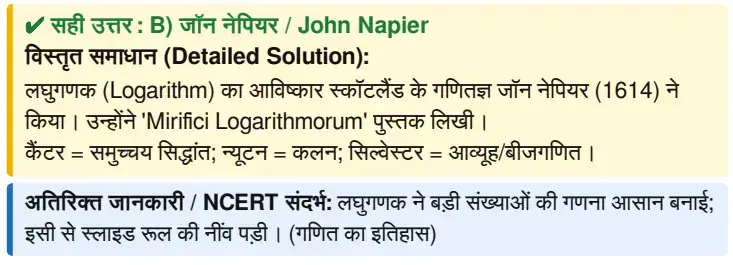 ✔ सही उत्तर : B) जॉन नेपियर / John Napier
विस्तृत समाधान (Detailed Solution):
लघुगणक (Logarithm) का आविष्कार स्कॉटलैंड के गणितज्ञ जॉन नेपियर (1614) ने
किया। उन्होंने 'Mirifici Logarithmorum' पुस्तक लिखी।
कैंटर = समुच्चय सिद्धांत; न्यूटन = कलन; सिल्वेस्टर = आव्यूह/बीजगणित।
अतिरिक्त जानकारी / NCERT संदर्भ: लघुगणक ने बड़ी संख्याओं की गणना आसान बनाई;
इसी से स्लाइड रूल की नींव पड़ी। (गणित का इतिहास)